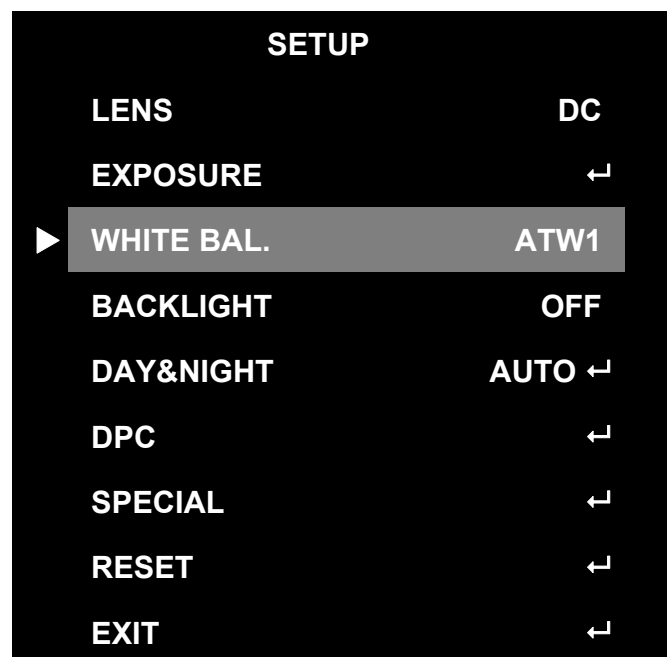 SETUP
LENS DC
EXPOSURE ↵
▶ WHITE BAL. ATW1
BACKLIGHT OFF
DAY&NIGHT AUTO ↵
DPC ↵
SPECIAL ↵
RESET ↵
EXIT ↵